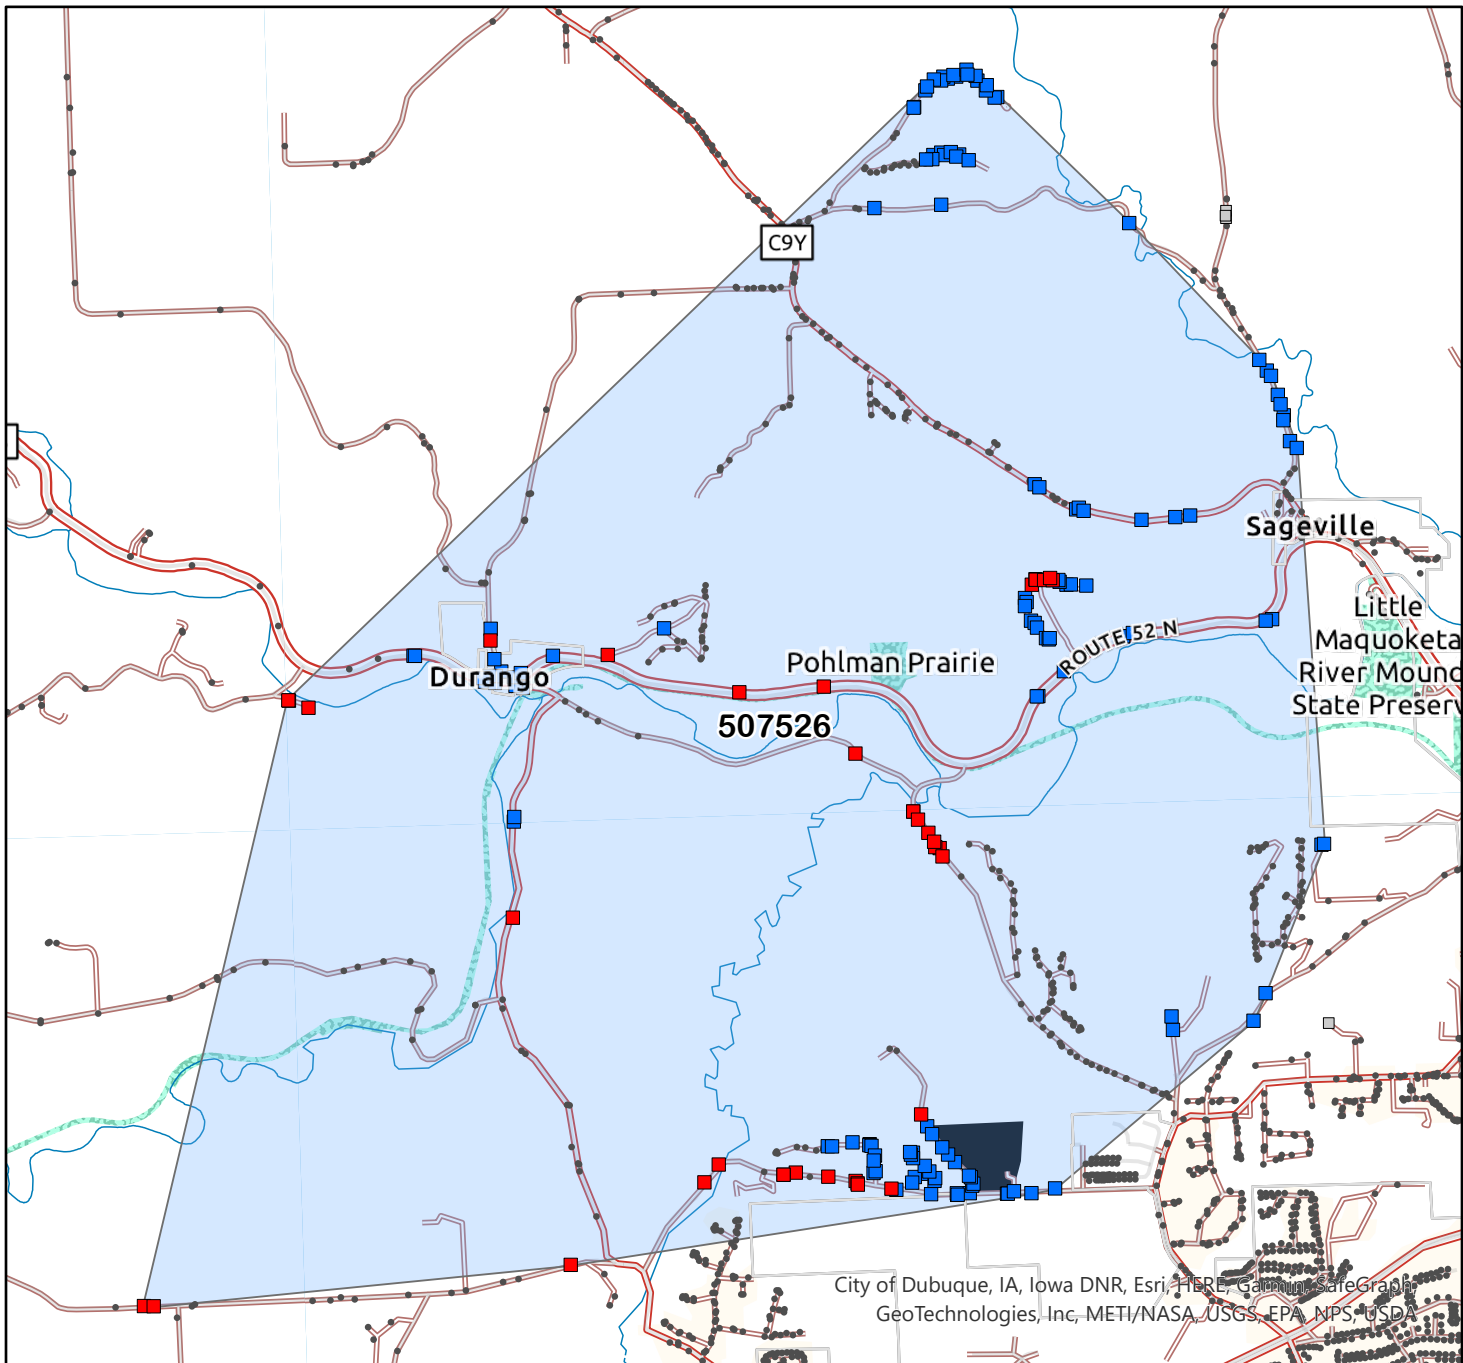 C9Y
Sageville
Little
Maquoketa
River Mound
State Preserv
ROUTE 52 N
Pohlman Prairie
Durango
507526
City of Dubuque, IA, Iowa DNR, Esri, HERE, Garmin, SafeGraph,
GeoTechnologies, Inc, METI/NASA, USGS, EPA, NPS, USDA